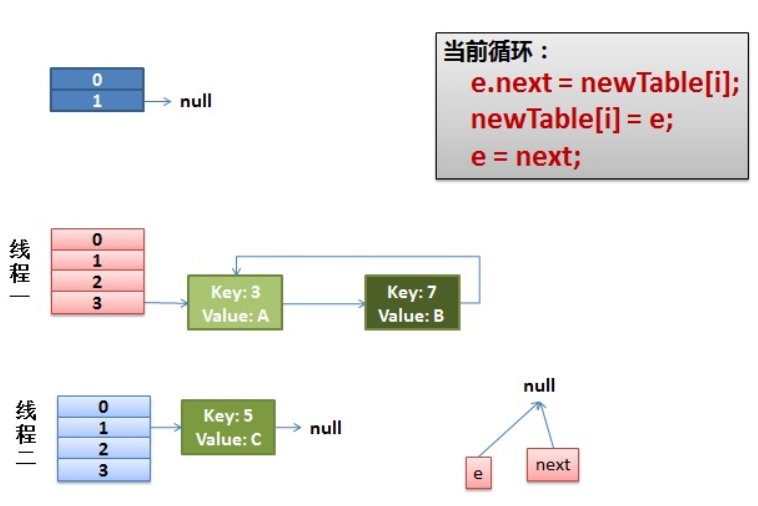 当前循环：
e.next = newTable[i];
newTable[i] = e;
e = next;
0
1
null
线程一
0
1
2
3
Key: 3
Value: A
Key: 7
Value: B
线程二
0
1
2
3
Key: 5
Value: C
null
null
e
next